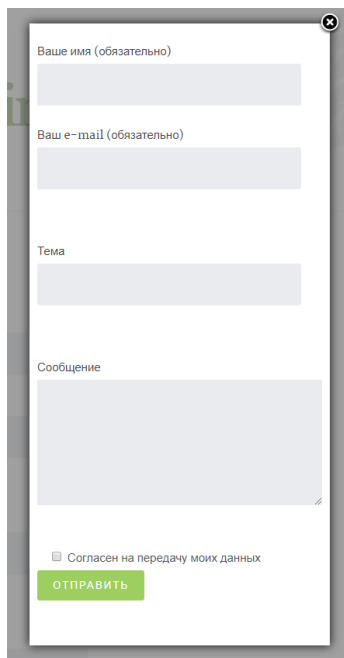 Ваше имя (обязательно)
Ваш e-mail (обязательно)
Тема
Сообщение
Согласен на передачу моих данных
ОТПРАВИТЬ